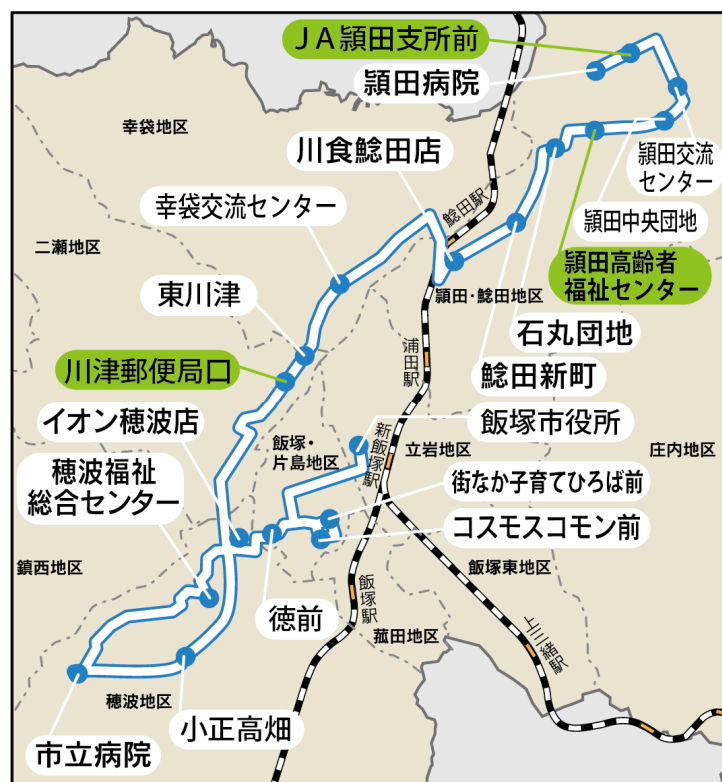 JA頴田支所前
頴田病院
幸袋地区
川食鯰田店
頴田交流
センター
幸袋交流センター
鯰田駅
頴田中央団地
二瀬地区
頴田高齢者
福祉センター
東川津
頴田・鯰田地区
石丸団地
川津郵便局口
浦田駅
鯰田新町
イオン穂波店
飯塚市役所
飯塚・
片島地区
新飯塚駅
立岩地区
庄内地区
穂波福祉
総合センター
街なか子育てひろば前
コスモスコモン前
鎮西地区
飯塚東地区
徳前
飯塚駅
菰田地区
上三緒駅
穂波地区
小正高畑
市立病院